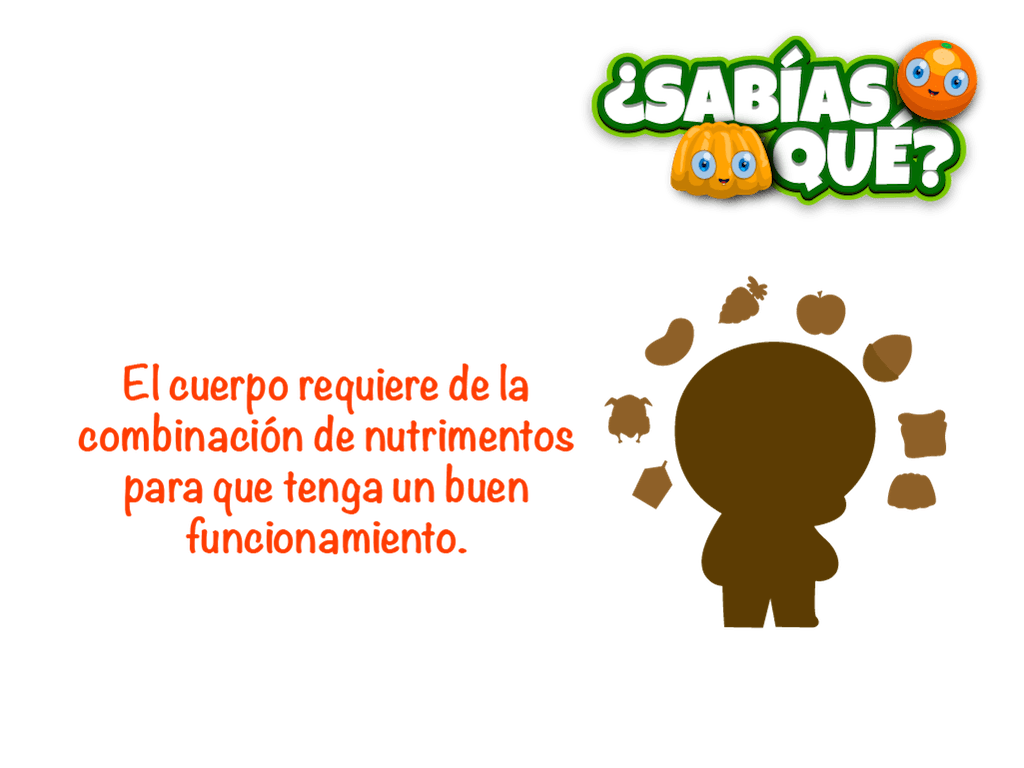 ¿SABÍAS
QUÉ?
El cuerpo requiere de la
combinación de nutrimentos
para que tenga un buen
funcionamiento.